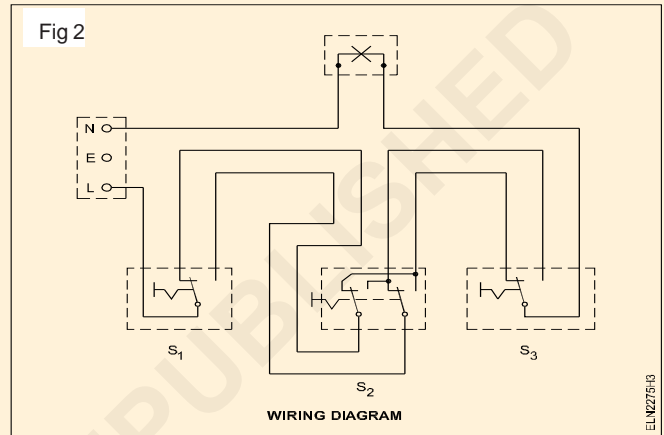 Fig 2
N
E
L
S1
S2
S3
WIRING DIAGRAM
ELN2275H3
PUBLISHED